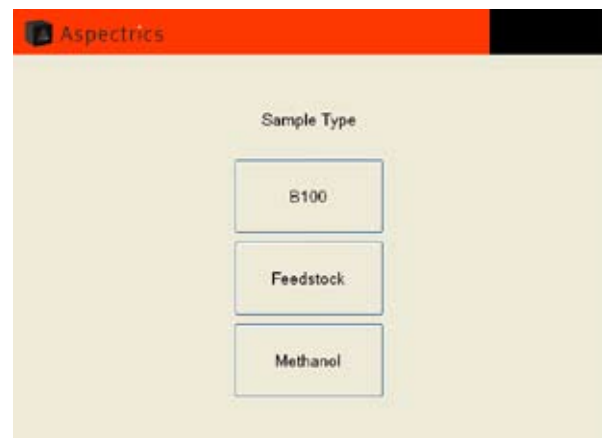 Aspectrics
Sample Type
B100
Feedstock
Methanol